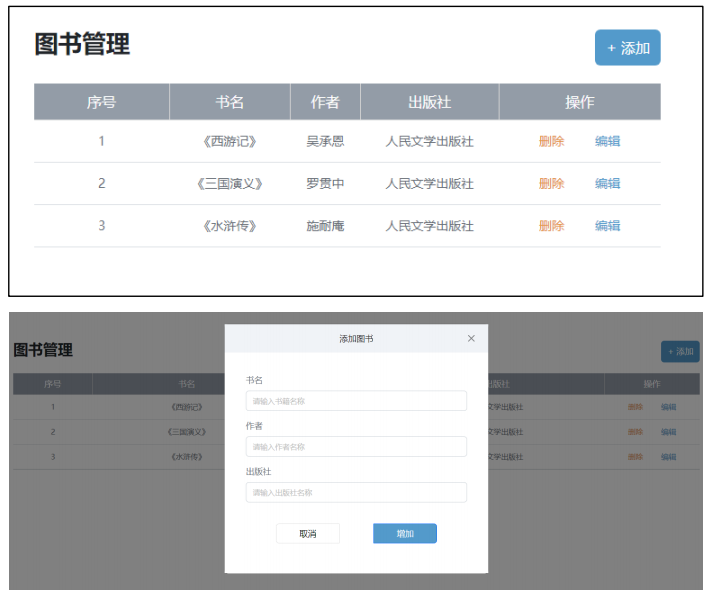 图书管理
+ 添加
序号 书名 作者 出版社 操作
1 《西游记》 吴承恩 人民文学出版社 删除 编辑
2 《三国演义》 罗贯中 人民文学出版社 删除 编辑
3 《水浒传》 施耐庵 人民文学出版社 删除 编辑
添加图书 ×
图书管理
+ 添加
序号 书名 出版社 操作
1 《西游记》 文学出版社 删除 编辑
2 《三国演义》 文学出版社 删除 编辑
3 《水浒传》 文学出版社 删除 编辑
书名
请输入书籍名称
作者
请输入作者名称
出版社
请输入出版社名称
取消 增加